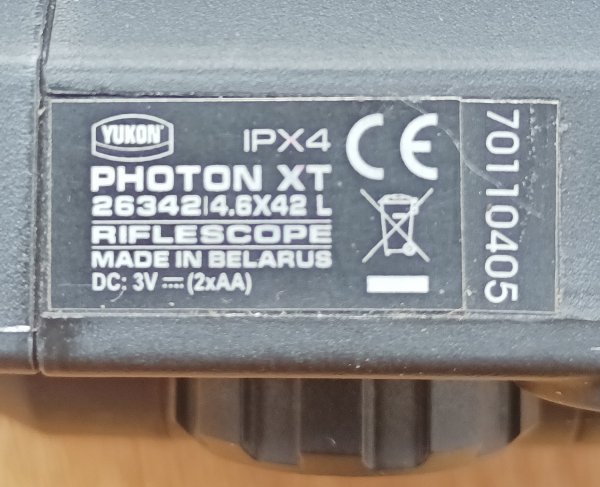 YUKON®
IPX4
PHOTON XT
26342|4.6X42 L
RIFLESCOPE
MADE IN BELARUS
DC: 3V ⎓ (2xAA)
CE
70110405